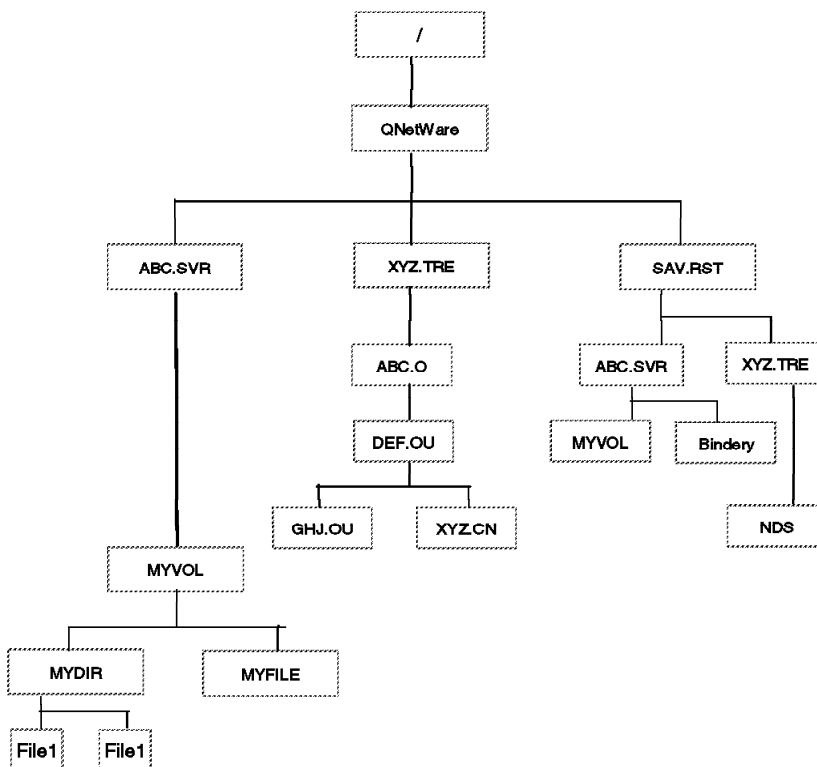 /
QNetWare
ABC.SVR
XYZ.TRE
SAV.RST
ABC.O
ABC.SVR
XYZ.TRE
DEF.OU
MYVOL
Bindery
GHJ.OU
XYZ.CN
NDS
MYVOL
MYDIR
MYFILE
File1
File1